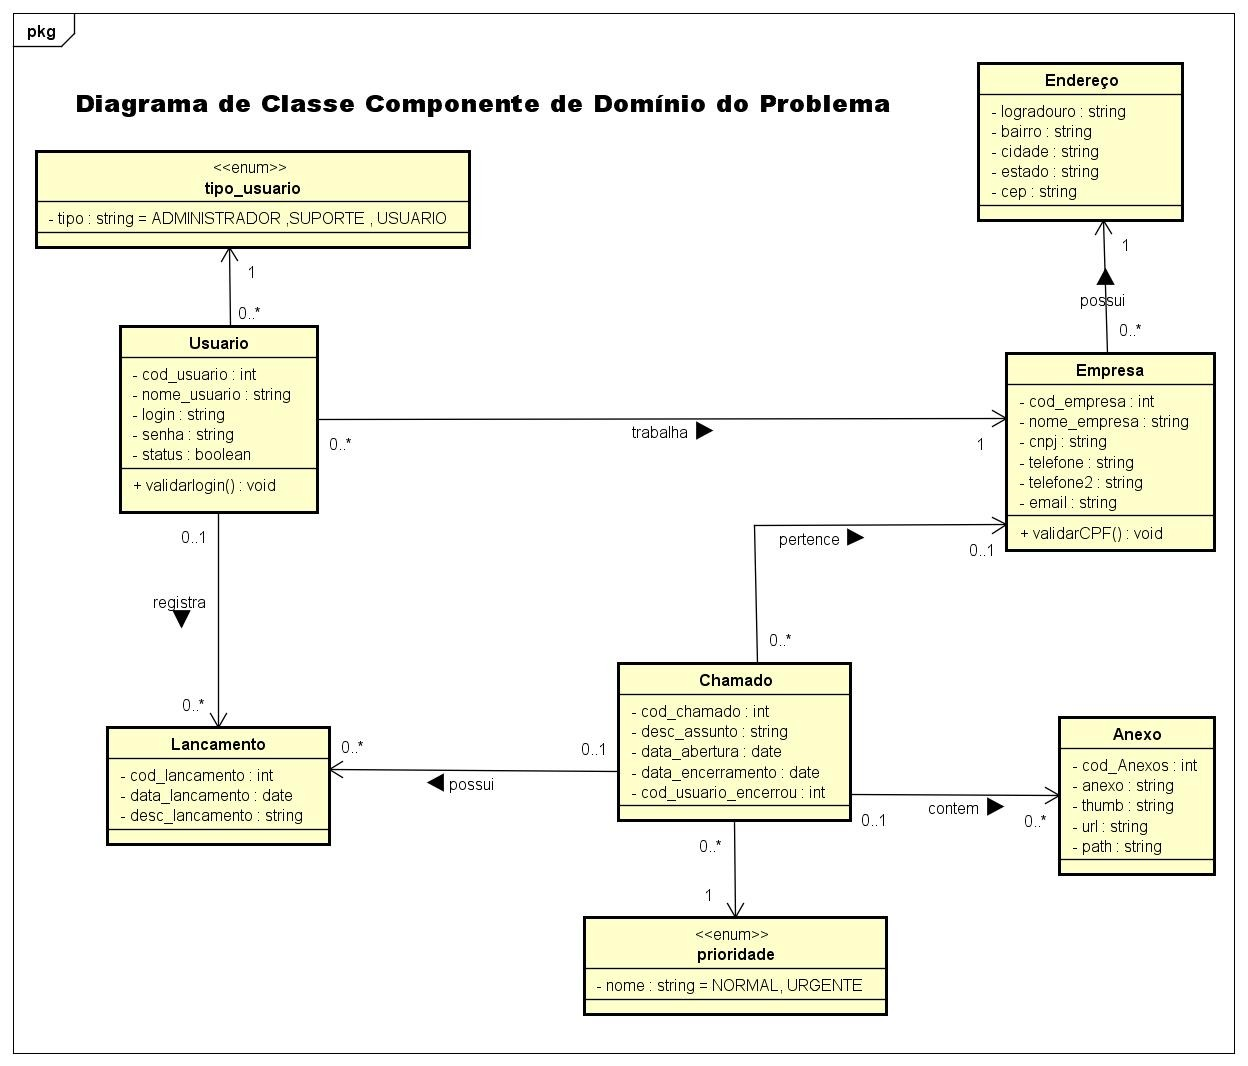 pkg
Diagrama de Classe Componente de Domínio do Problema
Endereço
- logradouro : string
- bairro : string
- cidade : string
- estado : string
- cep : string
<<enum>>
tipo_usuario
- tipo : string = ADMINISTRADOR ,SUPORTE , USUARIO
1
0..*
1
possui
0..*
Usuario
- cod_usuario : int
- nome_usuario : string
- login : string
- senha : string
- status : boolean
+ validarlogin() : void
0..*
trabalha
1
Empresa
- cod_empresa : int
- nome_empresa : string
- cnpj : string
- telefone : string
- telefone2 : string
- email : string
+ validarCPF() : void
0..1
registra
0..*
pertence
0..1
0..*
Chamado
- cod_chamado : int
- desc_assunto : string
- data_abertura : date
- data_encerramento : date
- cod_usuario_encerrou : int
Lancamento
- cod_lancamento : int
- data_lancamento : date
- desc_lancamento : string
0..*
possui
0..1
0..1
contem
0..*
Anexo
- cod_Anexos : int
- anexo : string
- thumb : string
- url : string
- path : string
0..*
1
<<enum>>
prioridade
- nome : string = NORMAL, URGENTE